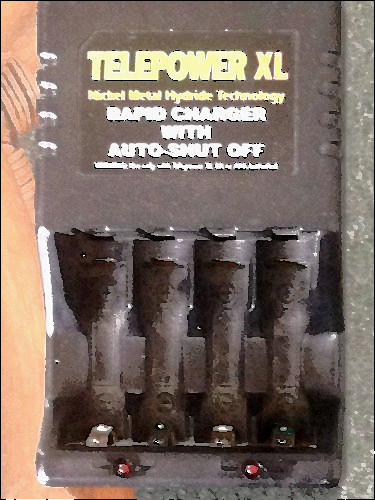 TELEPOWER XL
Nickel Metal Hydride Technology
RAPID CHARGER
WITH
AUTO-SHUT OFF